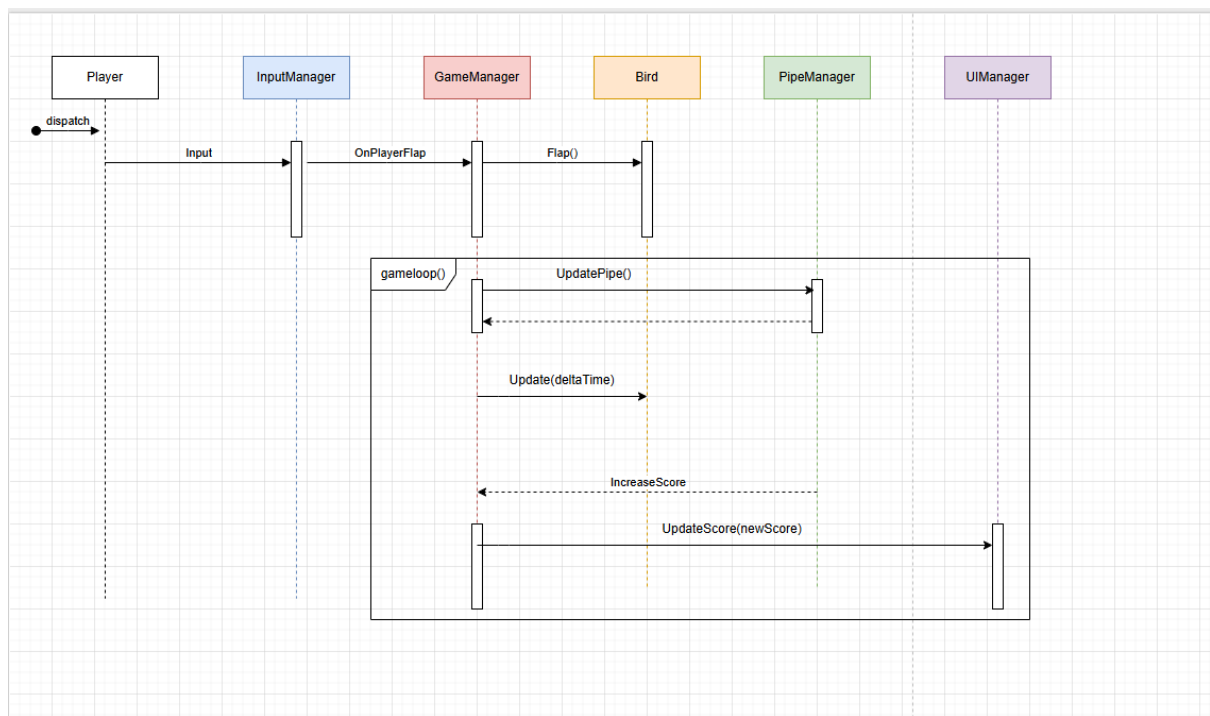 Player
InputManager
GameManager
Bird
PipeManager
UIManager
dispatch
Input
OnPlayerFlap
Flap()
gameloop()
UpdatePipe()
Update(deltaTime)
IncreaseScore
UpdateScore(newScore)